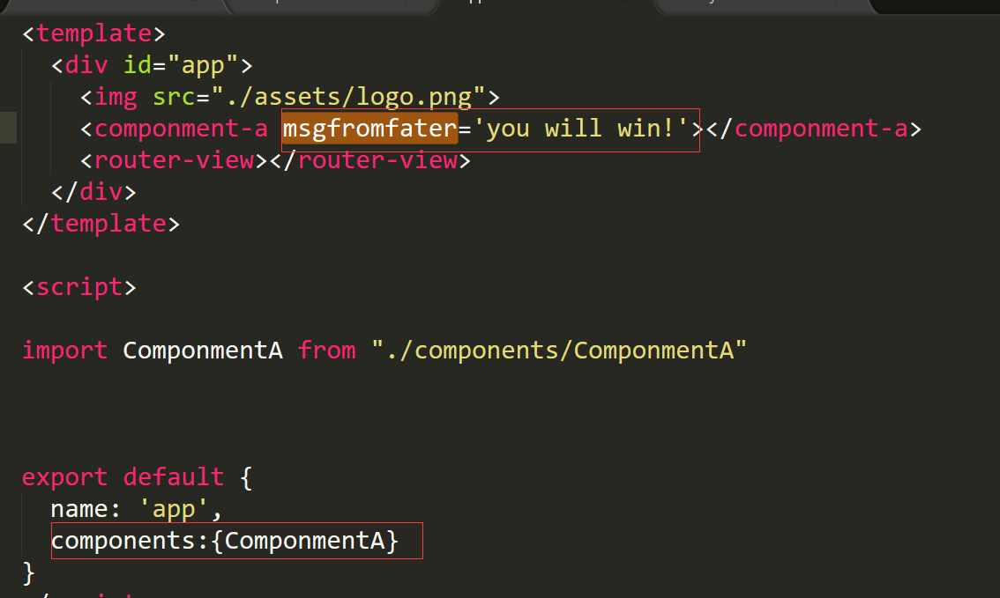 <template>
<div id="app">
<img src="./assets/logo.png">
<component-a msgfromfater='you will win!'></componment-a>
<router-view></router-view>
</div>
</template>
<script>
import ComponmentA from "./components/ComponmentA"
export default {
name: 'app',
components:{ComponmentA}
}